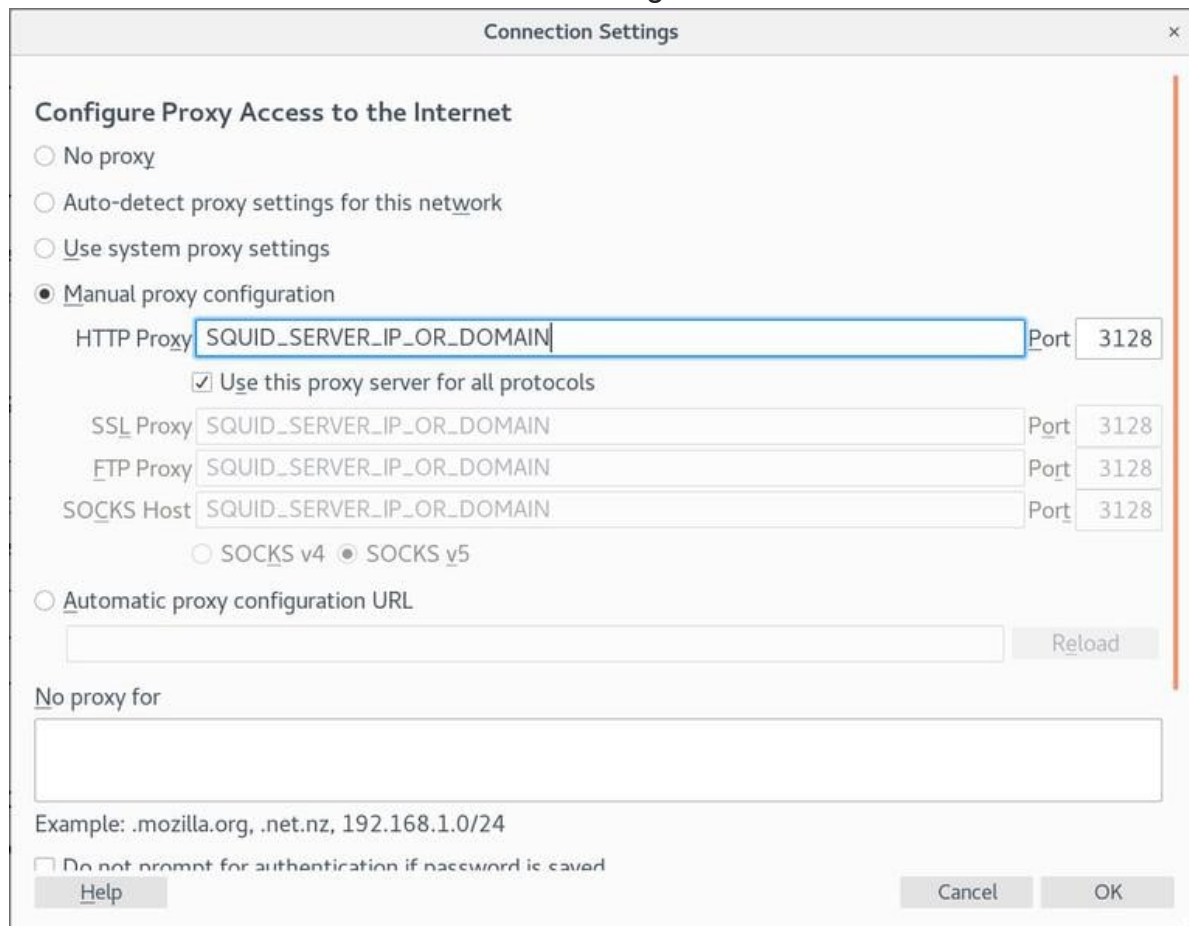 Connection Settings ×
Configure Proxy Access to the Internet
No proxy
Auto-detect proxy settings for this network
Use system proxy settings
Manual proxy configuration
HTTP Proxy SQUID_SERVER_IP_OR_DOMAIN Port 3128
Use this proxy server for all protocols
SSL Proxy SQUID_SERVER_IP_OR_DOMAIN Port 3128
FTP Proxy SQUID_SERVER_IP_OR_DOMAIN Port 3128
SOCKS Host SQUID_SERVER_IP_OR_DOMAIN Port 3128
SOCKS v4 SOCKS v5
Automatic proxy configuration URL
Reload
No proxy for
Example: .mozilla.org, .net.nz, 192.168.1.0/24
Do not prompt for authentication if password is saved
Help Cancel OK